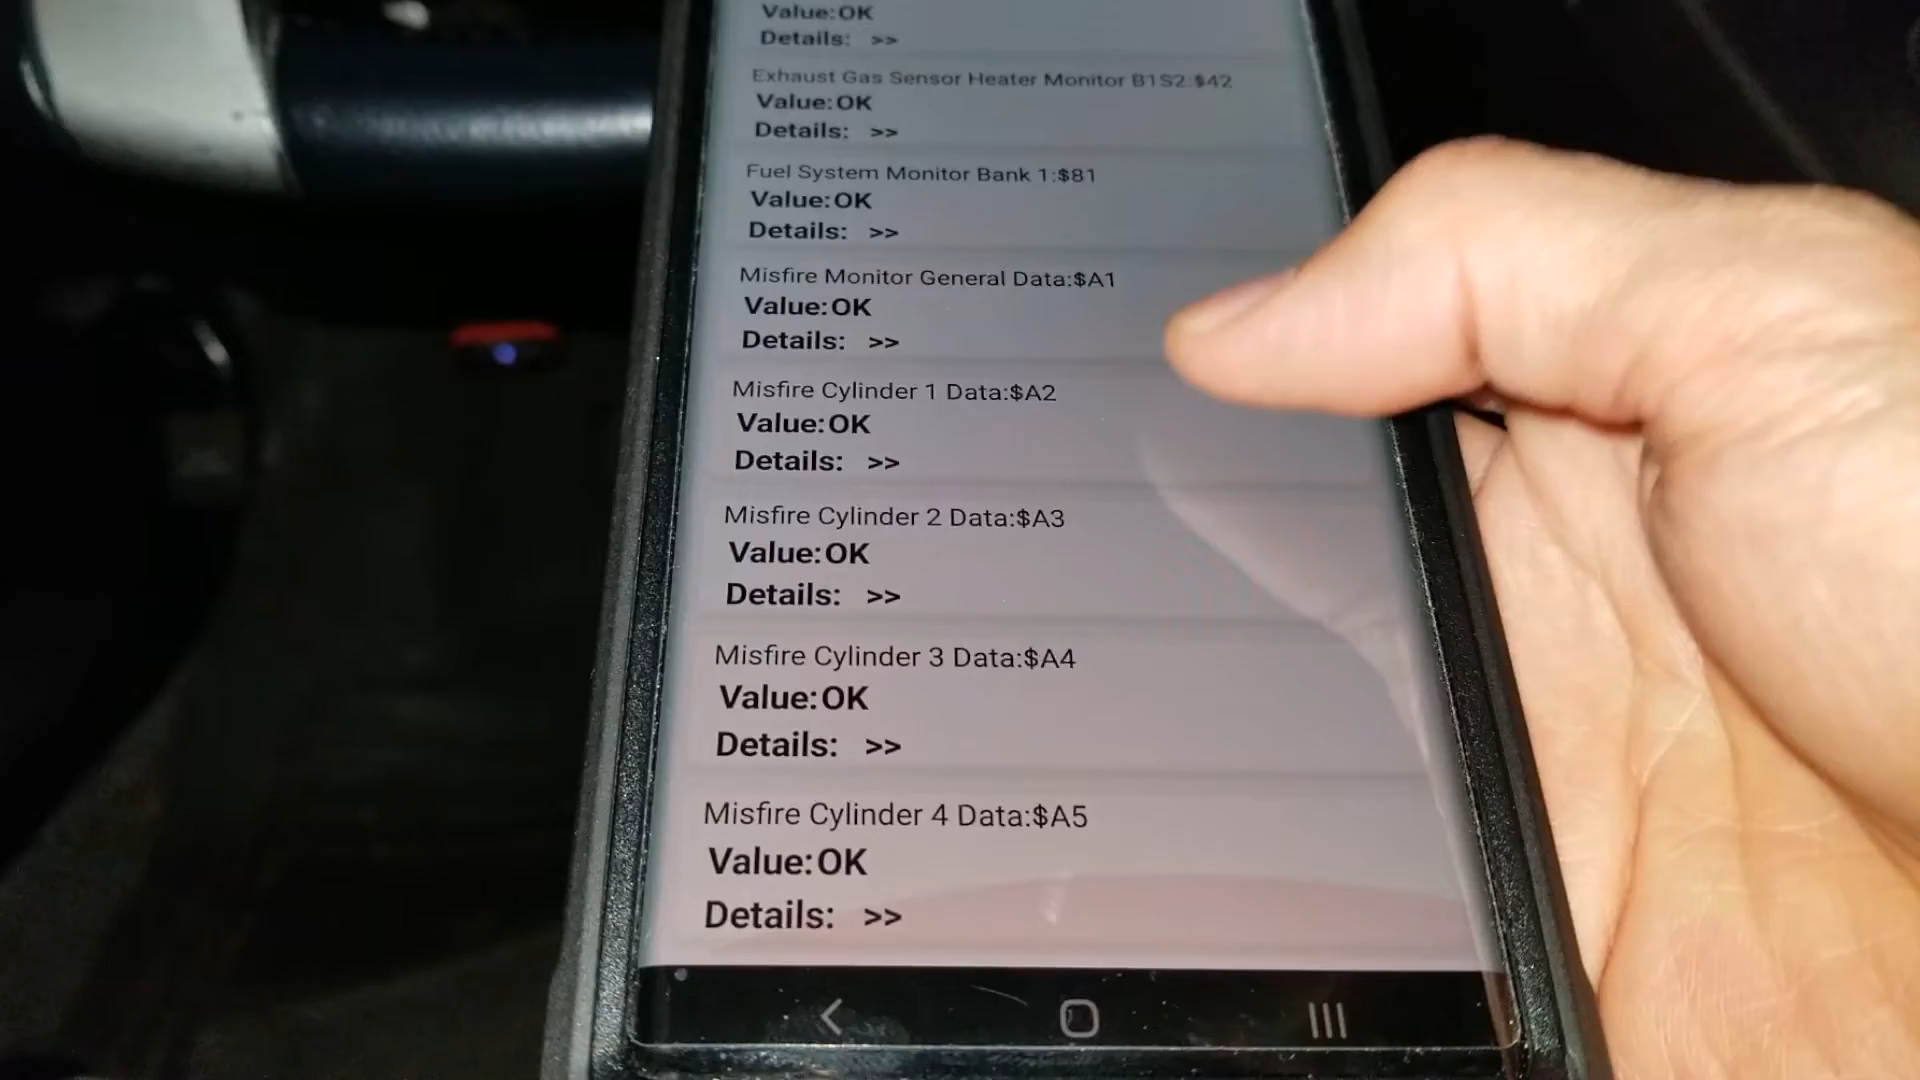 Value:OK
Details: >>
Exhaust Gas Sensor Heater Monitor B1S2:$42
Value:OK
Details: >>
Fuel System Monitor Bank 1:$81
Value:OK
Details: >>
Misfire Monitor General Data:$A1
Value:OK
Details: >>
Misfire Cylinder 1 Data:$A2
Value:OK
Details: >>
Misfire Cylinder 2 Data:$A3
Value:OK
Details: >>
Misfire Cylinder 3 Data:$A4
Value:OK
Details: >>
Misfire Cylinder 4 Data:$A5
Value:OK
Details: >>